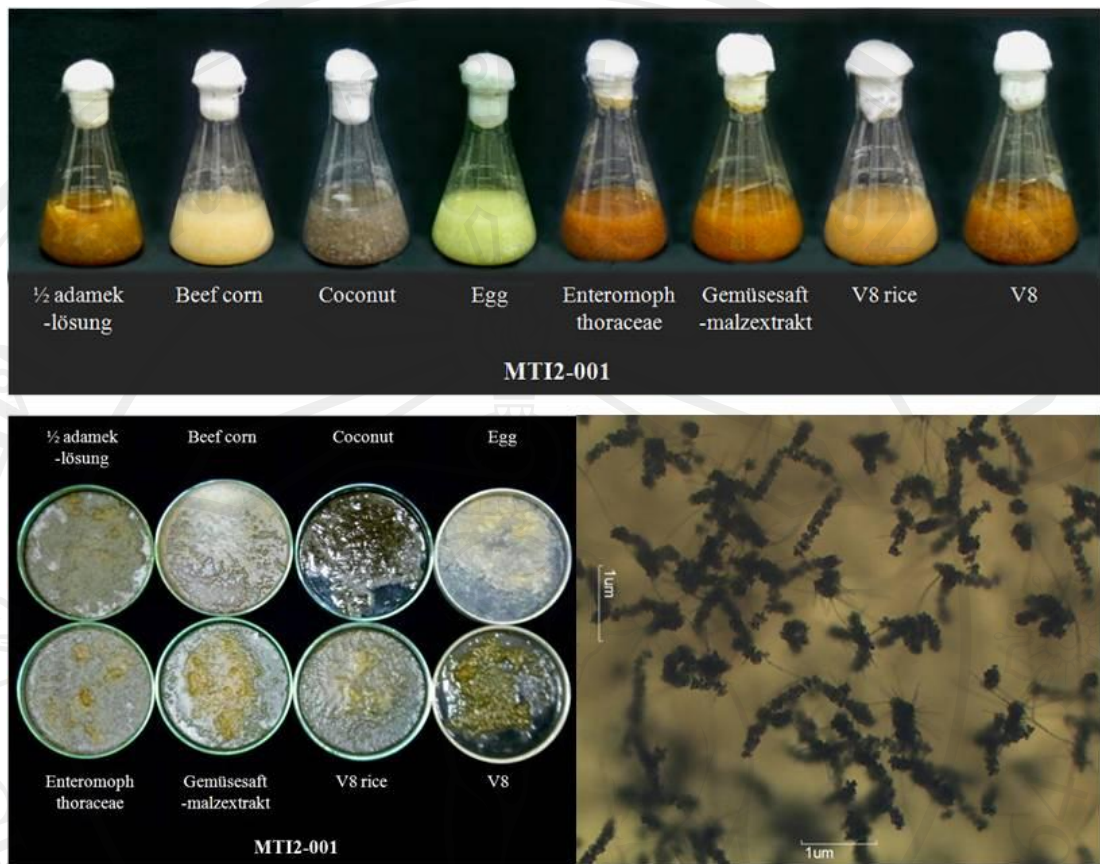 ½ adamek
-lösung
Beef corn
Coconut
Egg
Enteromoph
thoraceae
Gemüsesaft
-malzextrakt
V8 rice
V8
MTI2-001
½ adamek
-lösung
Beef corn
Coconut
Egg
Enteromoph
thoraceae
Gemüsesaft
-malzextrakt
V8 rice
V8
MTI2-001
1um
1um